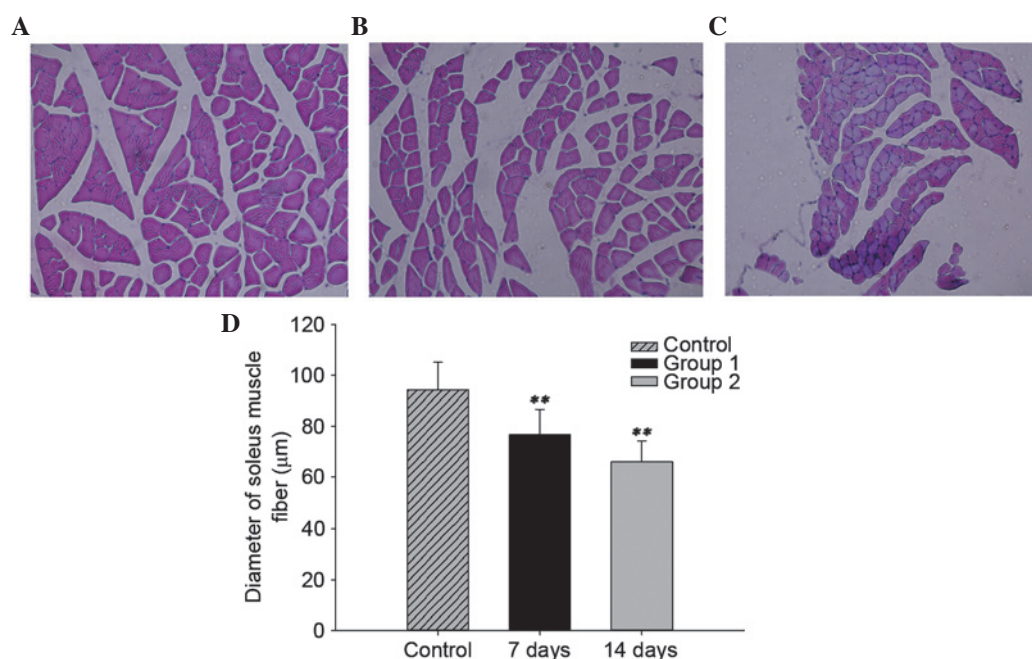 A
B
C
D
120
100
80
60
40
20
0
Diameter of soleus muscle
fiber (μm)
Control
Group 1
Group 2
**
**
Control
7 days
14 days